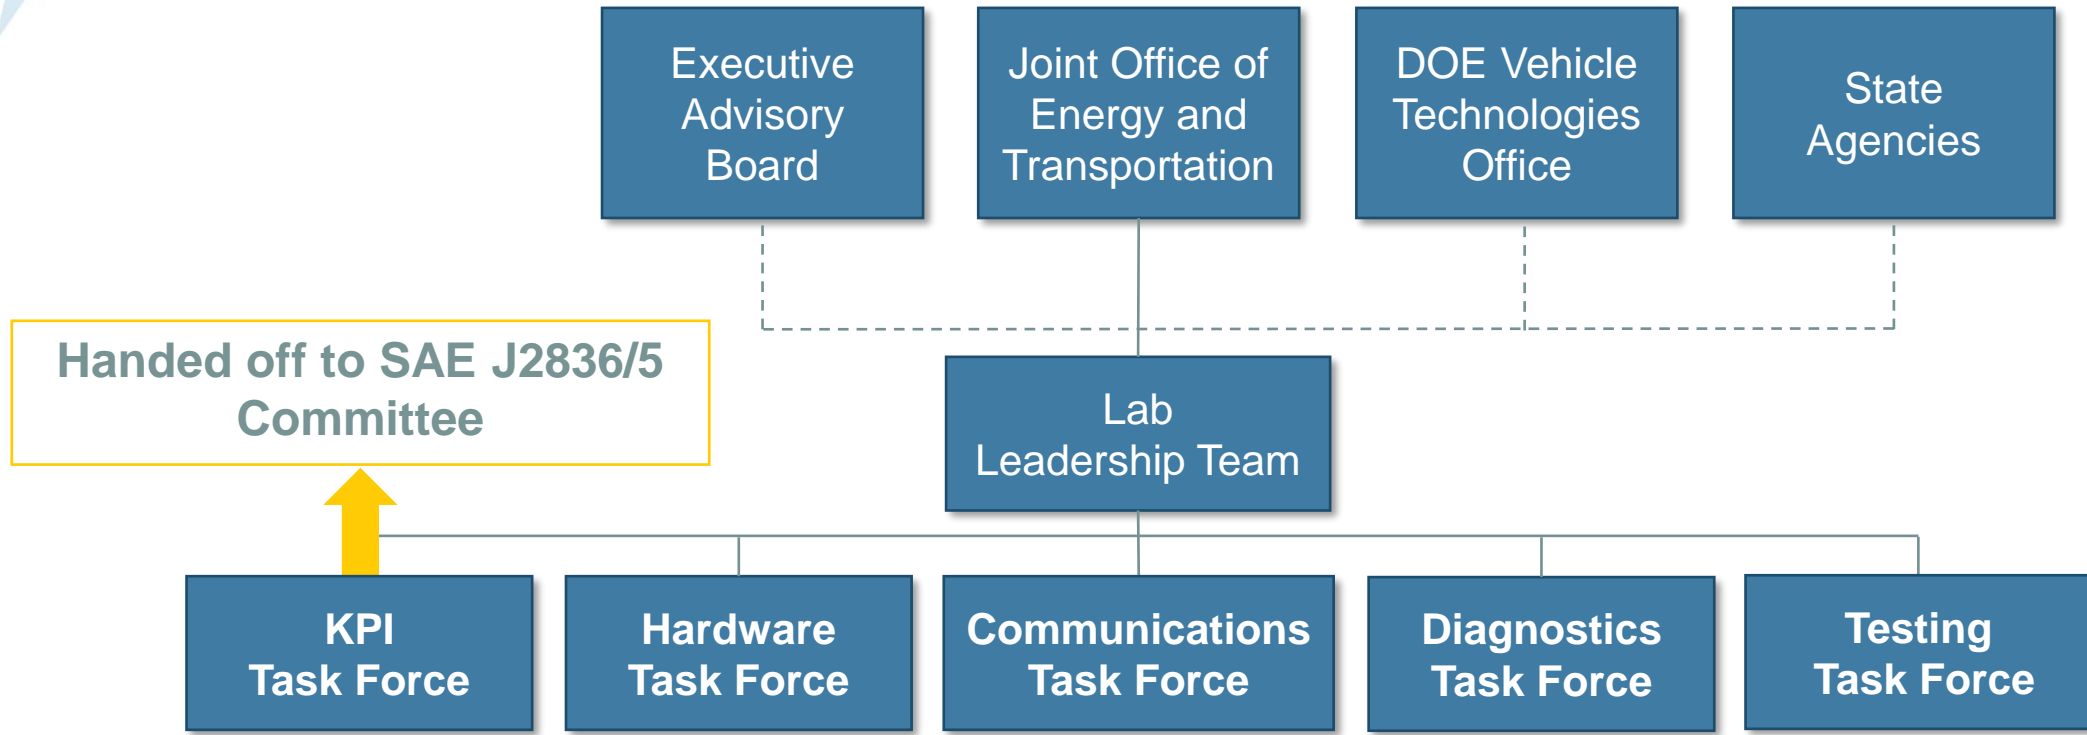 Executive
Advisory
Board
Joint Office of
Energy and
Transportation
DOE Vehicle
Technologies
Office
State
Agencies
Handed off to SAE J2836/5
Committee
Lab
Leadership Team
KPI
Task Force
Hardware
Task Force
Communications
Task Force
Diagnostics
Task Force
Testing
Task Force